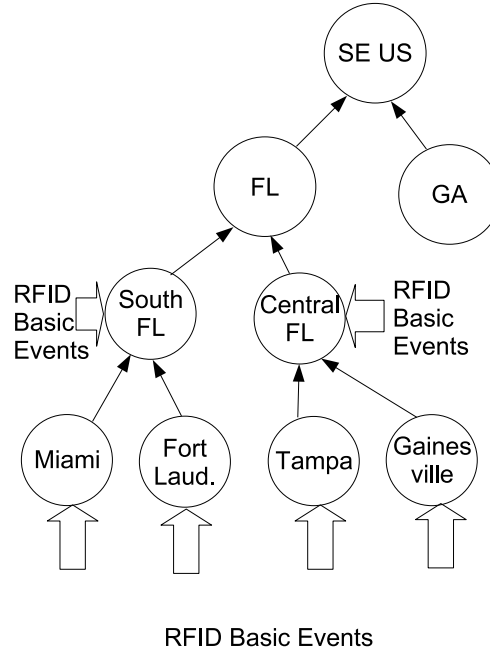 SE US
FL
GA
RFID
Basic
Events
South
FL
Central
FL
RFID
Basic
Events
Miami
Fort
Laud.
Tampa
Gaines
ville
RFID Basic Events